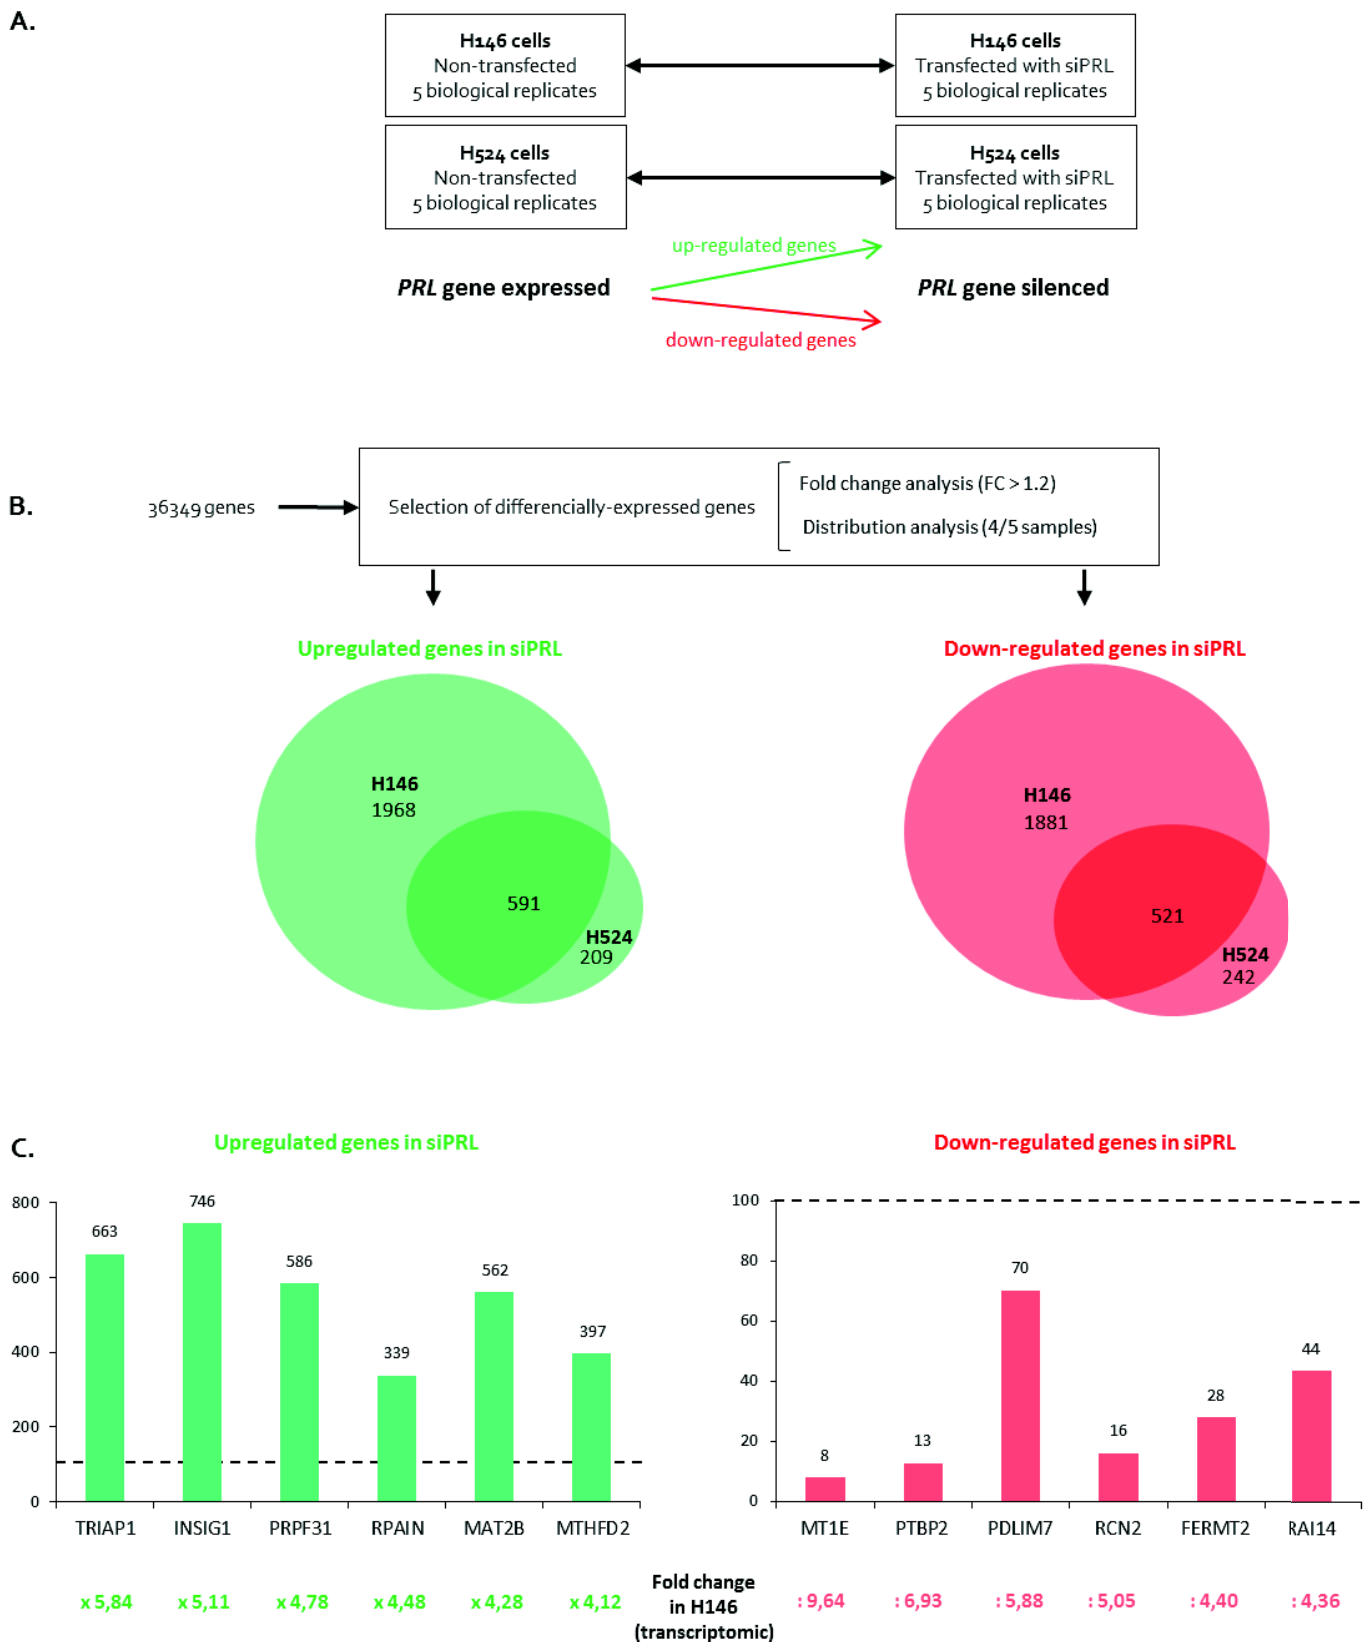 A.
H146 cells
Non-transfected
5 biological replicates
H146 cells
Transfected with siPRL
5 biological replicates
H524 cells
Non-transfected
5 biological replicates
H524 cells
Transfected with siPRL
5 biological replicates
up-regulated genes
PRL gene expressed
PRL gene silenced
down-regulated genes
B.
36349 genes
Selection of differencially-expressed genes
Fold change analysis (FC > 1.2)
Distribution analysis (4/5 samples)
Upregulated genes in siPRL
H146
1968
591
H524
209
Down-regulated genes in siPRL
H146
1881
521
H524
242
C.
Upregulated genes in siPRL
800
600
400
200
0
663
746
586
339
562
397
TRIAP1 INSIG1 PRPF31 RPAIN MAT2B MTHFD2
Down-regulated genes in siPRL
100
80
60
40
20
0
8
13
70
16
28
44
MT1E PTBP2 PDLIM7 RCN2 FERMT2 RAI14
x 5,84 x 5,11 x 4,78 x 4,48 x 4,28 x 4,12
Fold change
in H146
(transcriptomic)
: 9,64 : 6,93 : 5,88 : 5,05 : 4,40 : 4,36